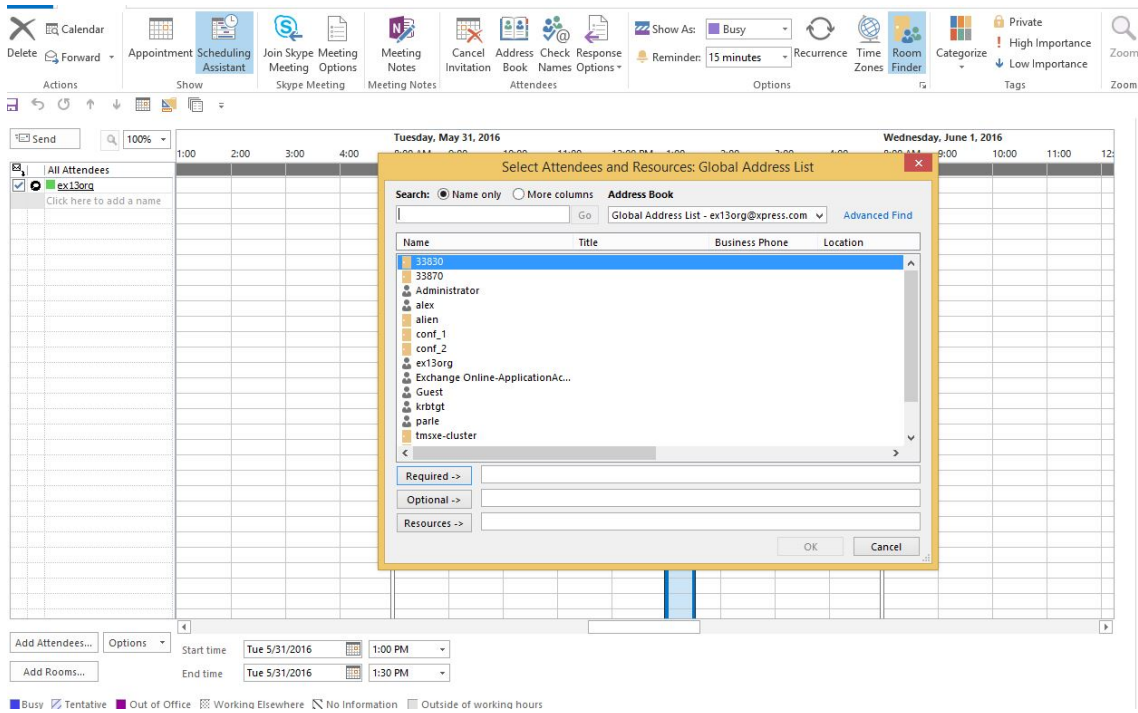 Delete
Calendar
Forward
Actions
Appointment
Scheduling Assistant
Show
Join Skype Meeting
Meeting Options
Skype Meeting
Meeting Notes
Meeting Notes
Cancel Invitation
Address Book
Check Names
Response Options
Attendees
Show As: Busy
Reminder: 15 minutes
Recurrence
Time Zones
Room Finder
Options
Categorize
Private
High Importance
Low Importance
Tags
Zoom
Zoom
Send
100%
Tuesday, May 31, 2016
Wednesday, June 1, 2016
1:00 2:00 3:00 4:00
9:00 10:00 11:00 12:
All Attendees
ex13org
Click here to add a name
Select Attendees and Resources: Global Address List
Search: Name only More columns Address Book
Go Global Address List - ex13org@xpress.com Advanced Find
Name Title Business Phone Location
33830
33870
Administrator
alex
alien
conf_1
conf_2
ex13org
Exchange Online-ApplicationAc...
Guest
krbtgt
parle
tmsxe-cluster
Required ->
Optional ->
Resources ->
OK Cancel
Add Attendees... Options
Start time Tue 5/31/2016 1:00 PM
Add Rooms...
End time Tue 5/31/2016 1:30 PM
Busy Tentative Out of Office Working Elsewhere No Information Outside of working hours